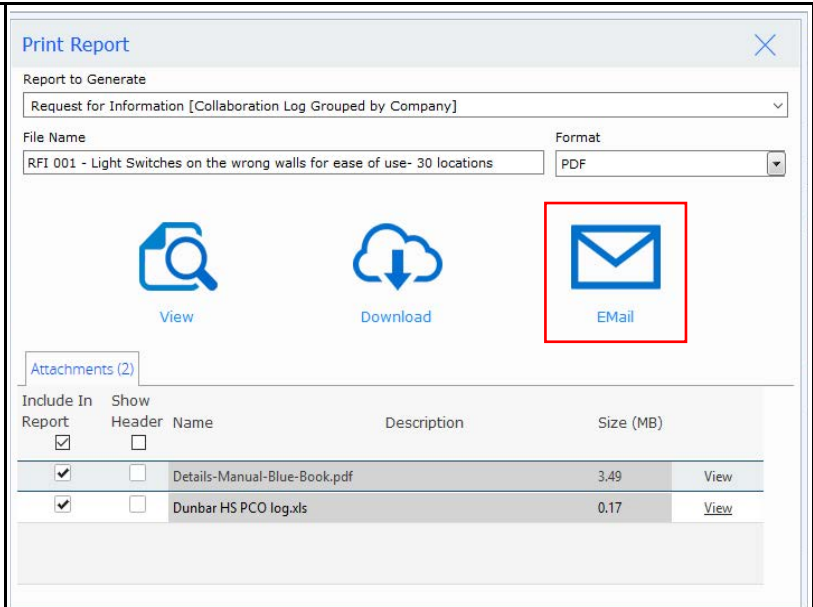 Print Report
Report to Generate
Request for Information [Collaboration Log Grouped by Company]
File Name Format
RFI 001 - Light Switches on the wrong walls for ease of use- 30 locations PDF
View Download EMail
Attachments (2)
Include In Show
Report Header Name Description Size (MB)
Details-Manual-Blue-Book.pdf 3.49 View
Dunbar HS PCO log.xls 0.17 View